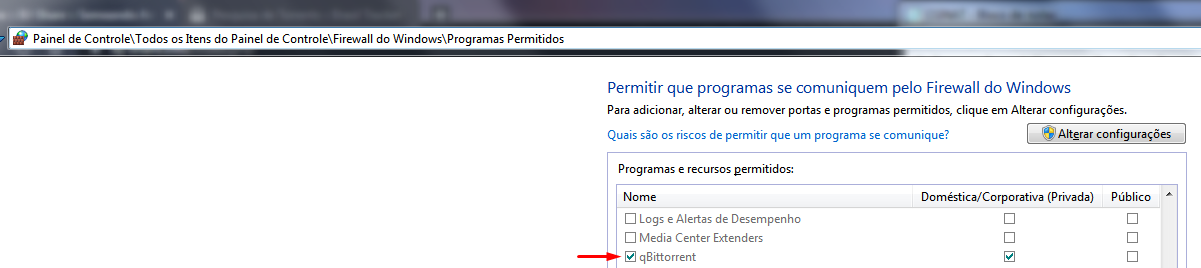 Painel de Controle\Todos os Itens do Painel de Controle\Firewall do Windows\Programas Permitidos
Permitir que programas se comuniquem pelo Firewall do Windows
Para adicionar, alterar ou remover portas e programas permitidos, clique em Alterar configurações.
Quais são os riscos de permitir que um programa se comunique?
Alterar configurações
Programas e recursos permitidos:
Nome Doméstica/Corporativa (Privada) Público
Logs e Alertas de Desempenho
Media Center Extenders
qBittorrent